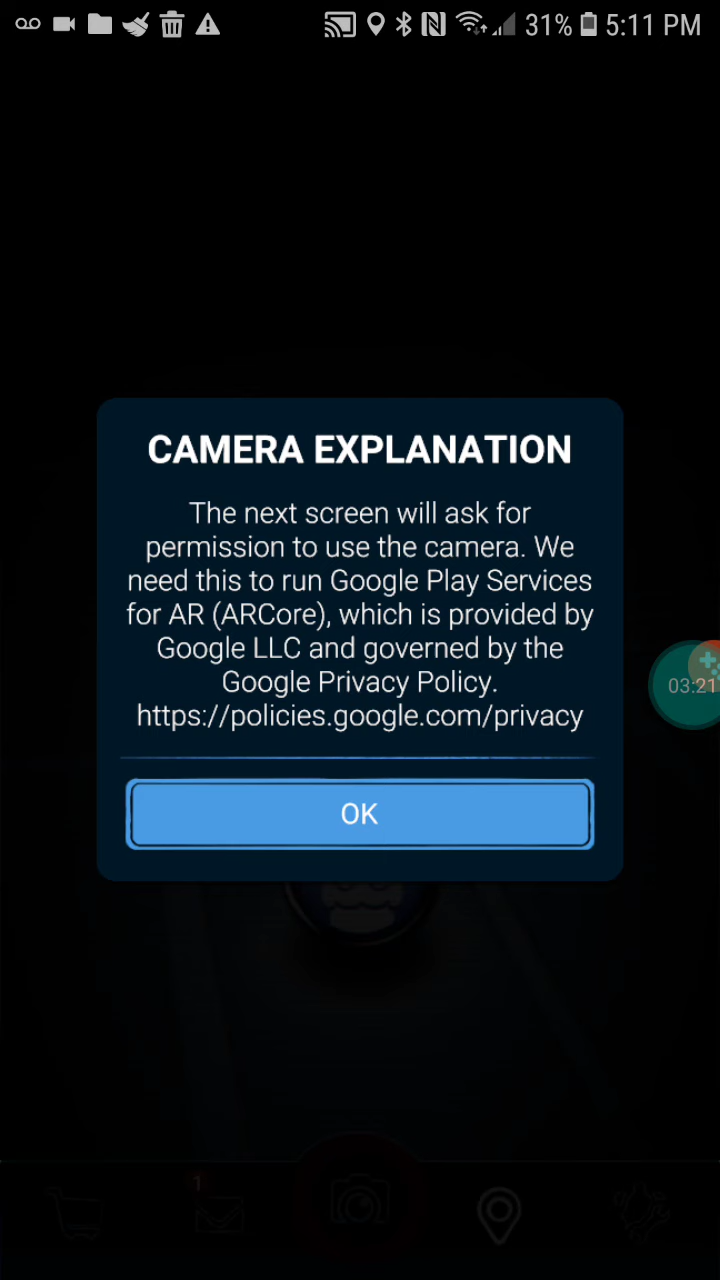 31% 5:11 PM
CAMERA EXPLANATION
The next screen will ask for
permission to use the camera. We
need this to run Google Play Services
for AR (ARCore), which is provided by
Google LLC and governed by the
Google Privacy Policy.
https://policies.google.com/privacy
03:21
OK
1